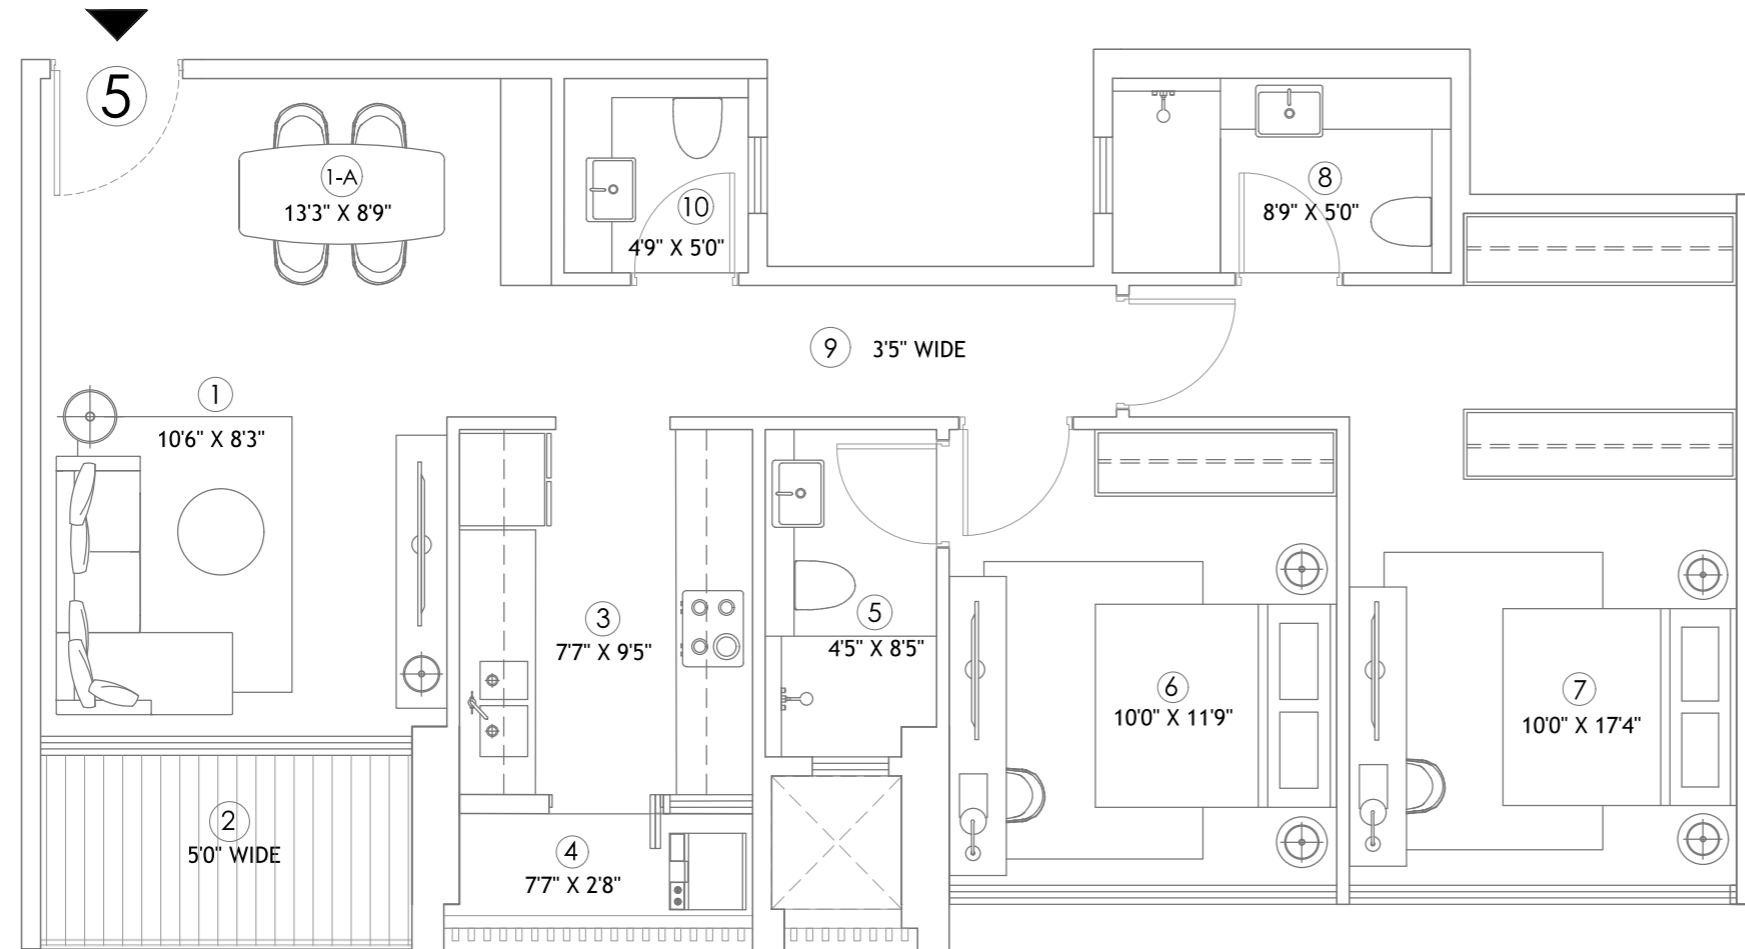 5
1-A
13'3" X 8'9"
10
4'9" X 5'0"
8
8'9" X 5'0"
9 3'5" WIDE
1
10'6" X 8'3"
3
7'7" X 9'5"
5
4'5" X 8'5"
6
10'0" X 11'9"
7
10'0" X 17'4"
2
5'0" WIDE
4
7'7" X 2'8"